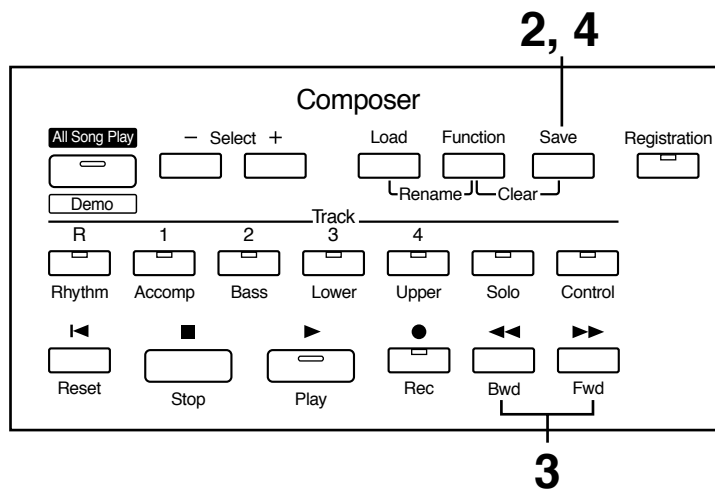 2, 4
Composer
All Song Play − Select + Load Function Save Registration
Rename Clear
Demo
Track
R 1 2 3 4
Rhythm Accomp Bass Lower Upper Solo Control
Reset Stop Play Rec Bwd Fwd
3